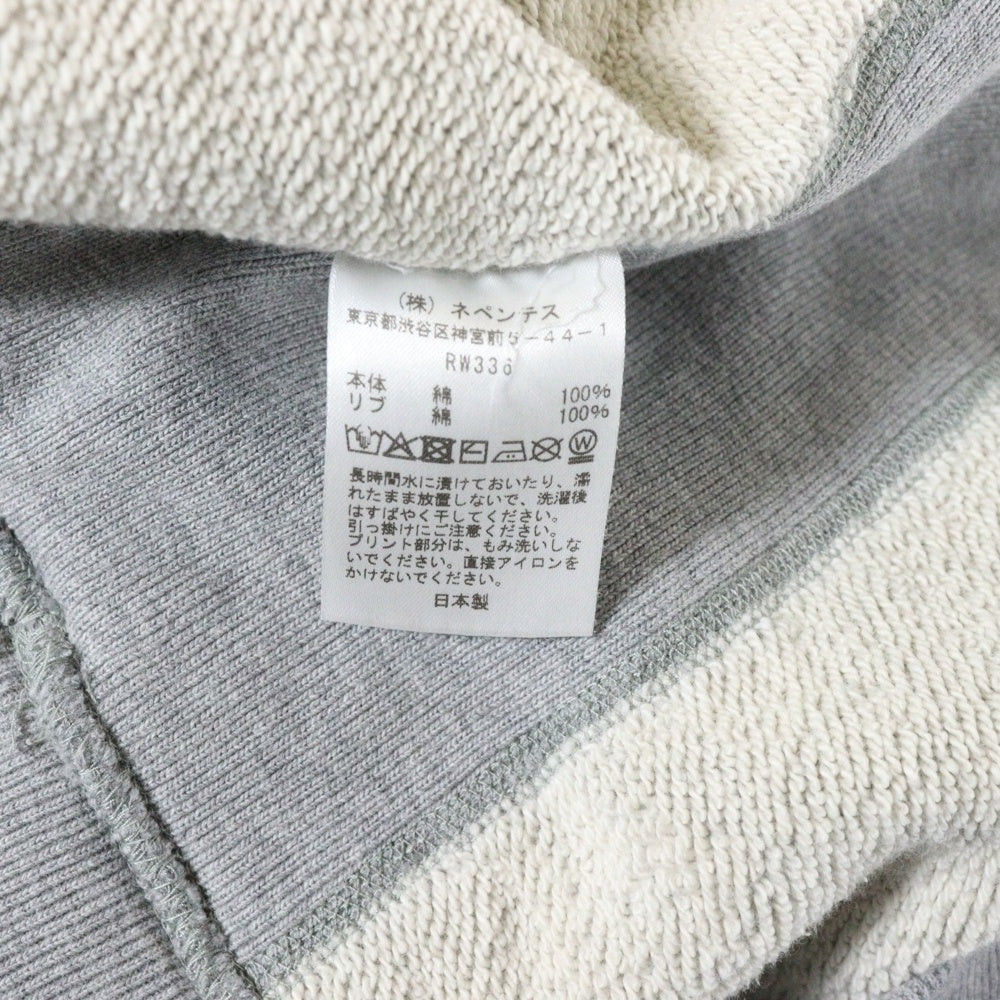 （株）ネペンテス
東京都渋谷区神宮前5－44－1
RW336
本体 綿 100%
リブ 綿 100%
長時間水に漬けておいたり、濡
れたまま放置しないで、洗濯後
はすばやく干してください。
引っ掛けにご注意ください。
プリント部分は、もみ洗いしな
いでください。直接アイロンを
かけないでください。
日本製